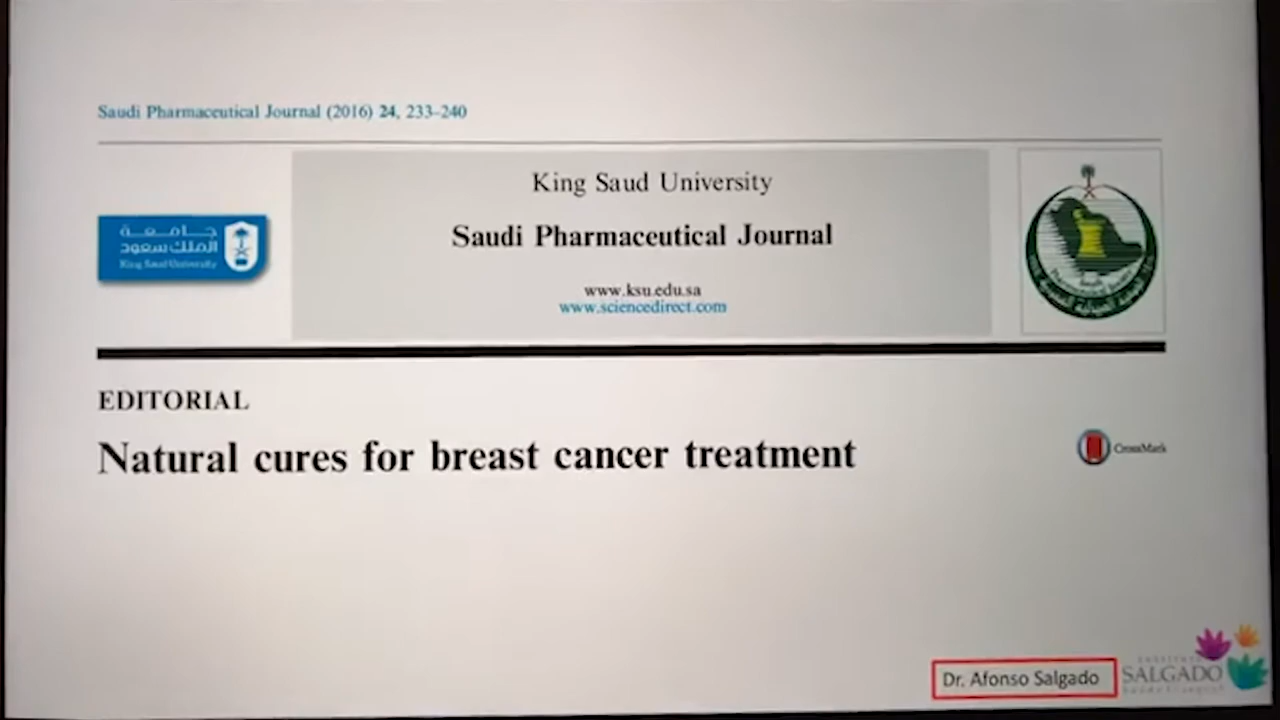 Saudi Pharmaceutical Journal (2016) 24, 233–240
King Saud University
Saudi Pharmaceutical Journal
www.ksu.edu.sa
www.sciencedirect.com
جامعة
الملك سعود
King Saud University
EDITORIAL
Natural cures for breast cancer treatment
CrossMark
Dr. Afonso Salgado
INSTITUTO
SALGADO